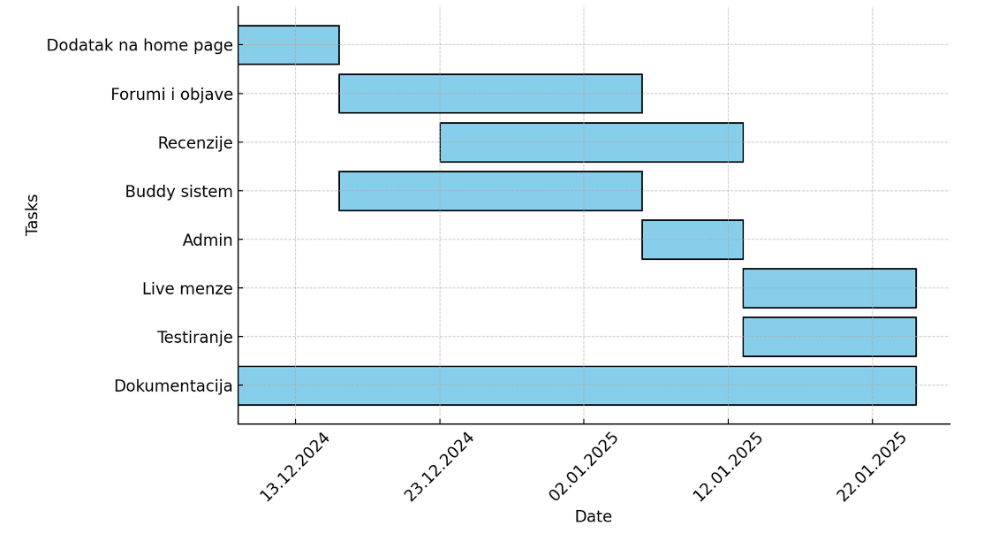 Dodatak na home page
Forumi i objave
Recenzije
Buddy sistem
Admin
Live menze
Testiranje
Dokumentacija
Tasks
13.12.2024
23.12.2024
02.01.2025
12.01.2025
22.01.2025
Date